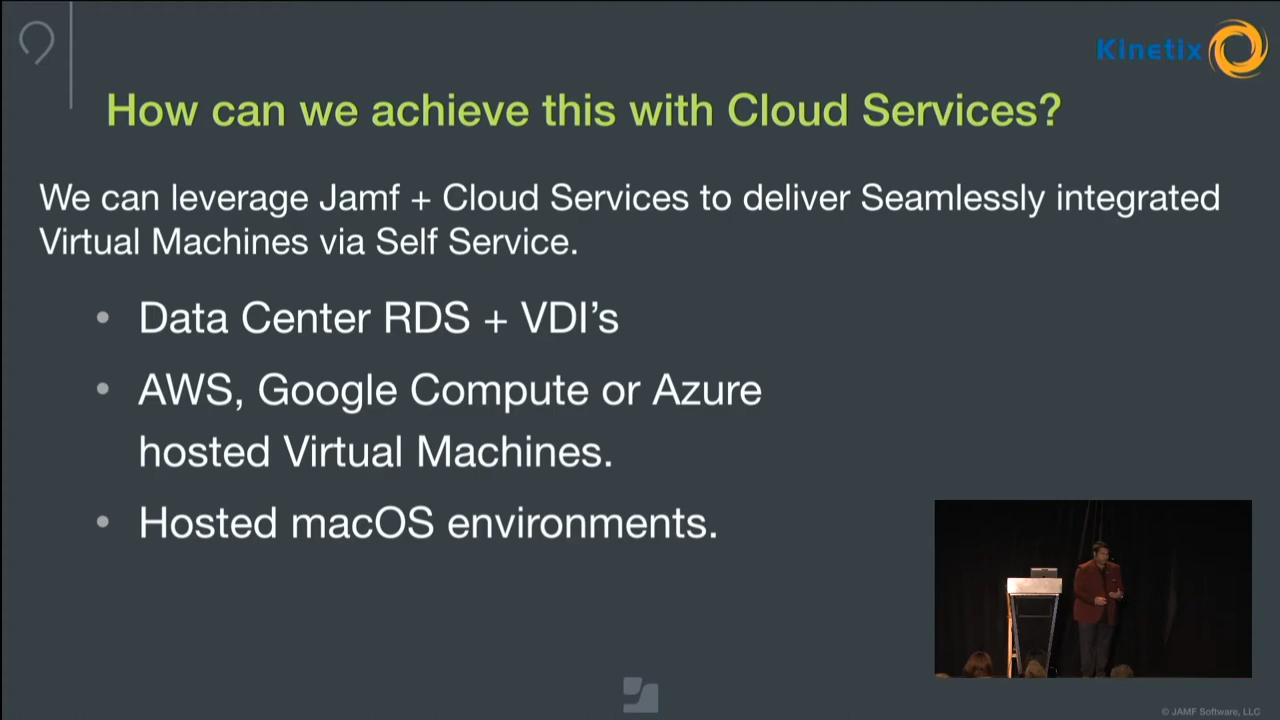 Kinetix
How can we achieve this with Cloud Services?
We can leverage Jamf + Cloud Services to deliver Seamlessly integrated
Virtual Machines via Self Service.
• Data Center RDS + VDI’s
• AWS, Google Compute or Azure
hosted Virtual Machines.
• Hosted macOS environments.
© JAMF Software, LLC